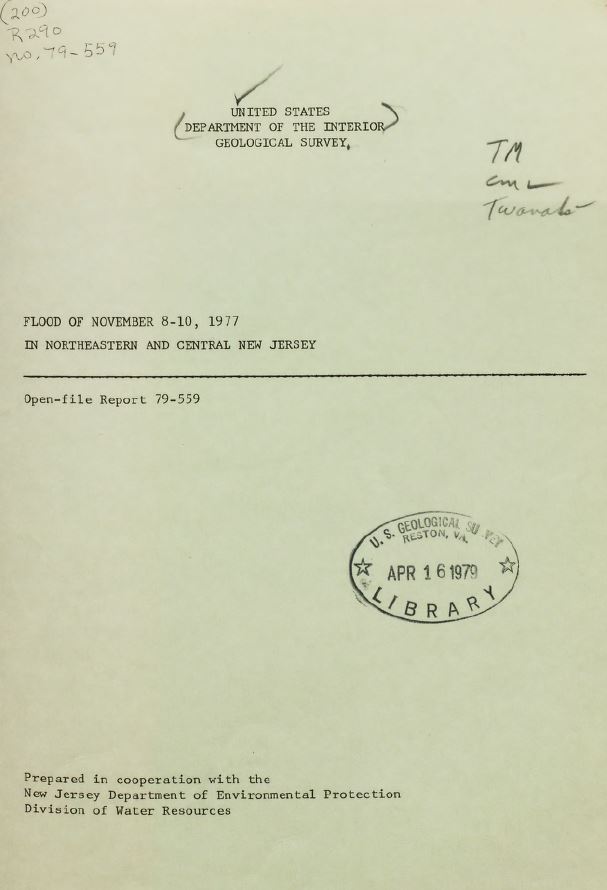 (200)
R290
no. 79-559
UNITED STATES
DEPARTMENT OF THE INTERIOR
GEOLOGICAL SURVEY
TM
FLOOD OF NOVEMBER 8-10, 1977
IN NORTHEASTERN AND CENTRAL NEW JERSEY
Open-file Report 79-559
U. S. GEOLOGICAL SURVEY
RESTON, VA.
APR 16 1979
LIBRARY
Prepared in cooperation with the
New Jersey Department of Environmental Protection
Division of Water Resources